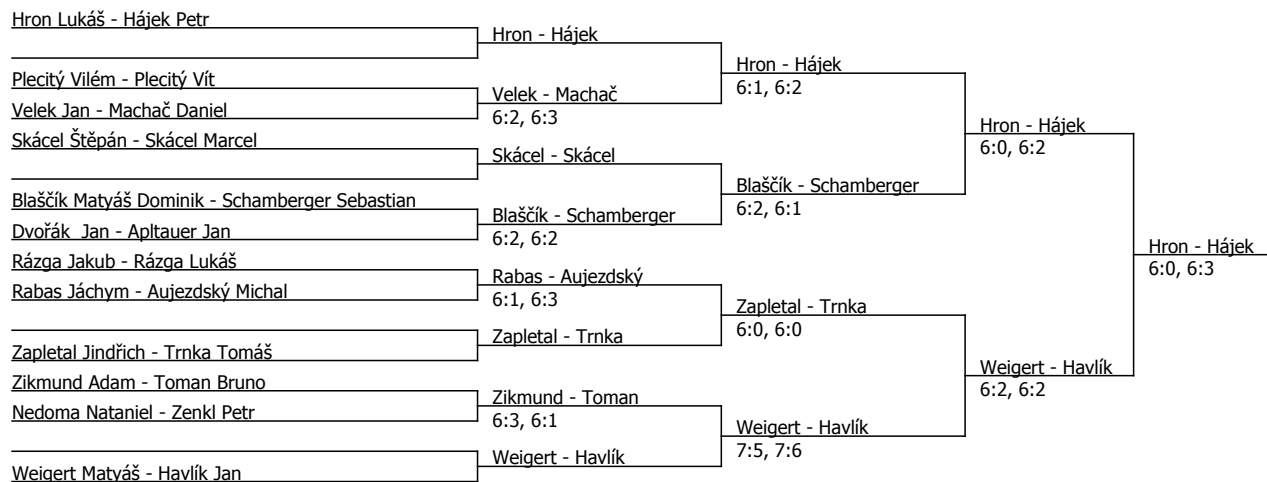 Hron Lukáš - Hájek Petr
Hron - Hájek
Plecitý Vilém - Plecitý Vít
Velek Jan - Machač Daniel
Velek - Machač
6:2, 6:3
Hron - Hájek
6:1, 6:2
Skácel Štěpán - Skácel Marcel
Skácel - Skácel
Blaščík Matyáš Dominik - Schamberger Sebastian
Dvořák  Jan - Apltauer Jan
Blaščík - Schamberger
6:2, 6:2
Blaščík - Schamberger
6:2, 6:1
Hron - Hájek
6:0, 6:2
Rázga Jakub - Rázga Lukáš
Rabas Jáchym - Aujezdský Michal
Rabas - Aujezdský
6:1, 6:3
Zapletal Jindřich - Trnka Tomáš
Zapletal - Trnka
Zapletal - Trnka
6:0, 6:0
Zikmund Adam - Toman Bruno
Nedoma Nataniel - Zenkl Petr
Zikmund - Toman
6:3, 6:1
Weigert Matyáš - Havlík Jan
Weigert - Havlík
Weigert - Havlík
7:5, 7:6
Weigert - Havlík
6:2, 6:2
Hron - Hájek
6:0, 6:3